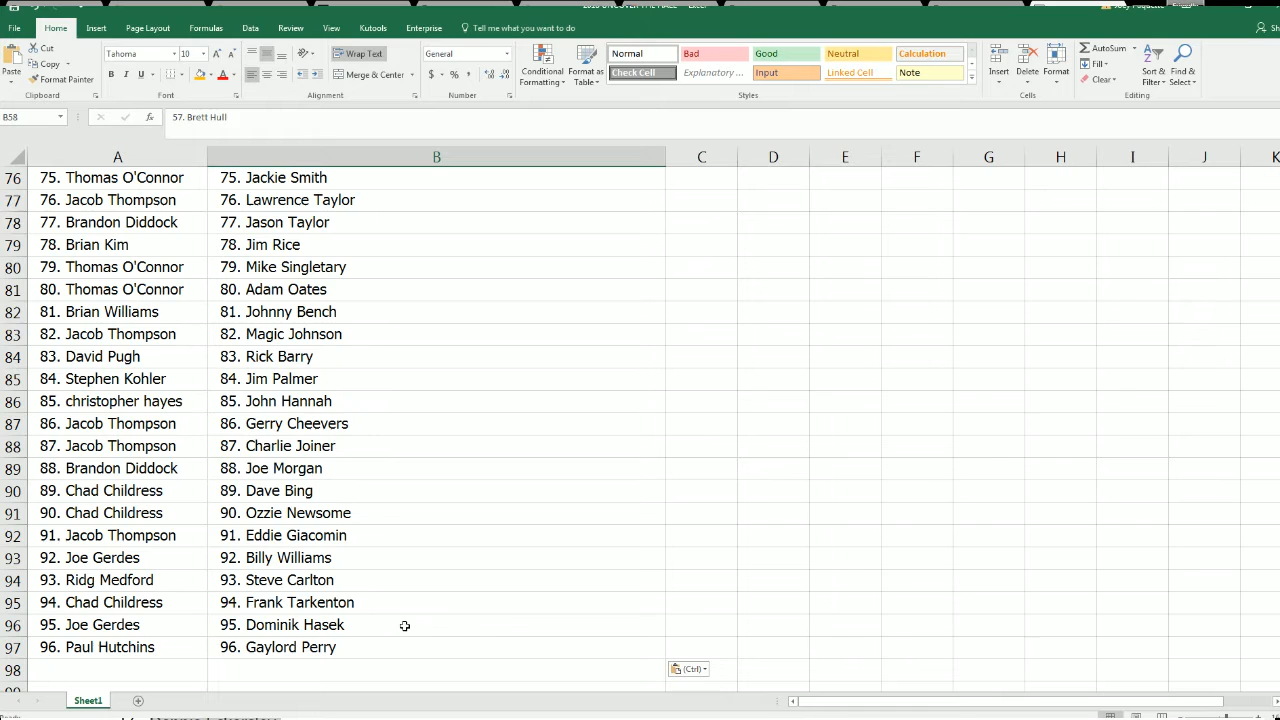 File Home Insert Page Layout Formulas Data Review View Kutools Enterprise Tell me what you want to do
Cut
Copy
Paste
Format Painter
Clipboard
Tahoma 10
B I U
Font
Wrap Text
Merge & Center
Alignment
General
$ % ,
Number
Conditional Formatting
Format as Table
Normal Bad Good Neutral Calculation
Check Cell Explanatory ... Input Linked Cell Note
Styles
Insert Delete Format
Cells
AutoSum
Fill
Clear
Sort & Filter
Find & Select
Editing
B58 fx 57. Brett Hull
A B C D E F G H I J K
76 75. Thomas O'Connor 75. Jackie Smith
77 76. Jacob Thompson 76. Lawrence Taylor
78 77. Brandon Diddock 77. Jason Taylor
79 78. Brian Kim 78. Jim Rice
80 79. Thomas O'Connor 79. Mike Singletary
81 80. Thomas O'Connor 80. Adam Oates
82 81. Brian Williams 81. Johnny Bench
83 82. Jacob Thompson 82. Magic Johnson
84 83. David Pugh 83. Rick Barry
85 84. Stephen Kohler 84. Jim Palmer
86 85. christopher hayes 85. John Hannah
87 86. Jacob Thompson 86. Gerry Cheevers
88 87. Jacob Thompson 87. Charlie Joiner
89 88. Brandon Diddock 88. Joe Morgan
90 89. Chad Childress 89. Dave Bing
91 90. Chad Childress 90. Ozzie Newsome
92 91. Jacob Thompson 91. Eddie Giacomin
93 92. Joe Gerdes 92. Billy Williams
94 93. Ridg Medford 93. Steve Carlton
95 94. Chad Childress 94. Frank Tarkenton
96 95. Joe Gerdes 95. Dominik Hasek
97 96. Paul Hutchins 96. Gaylord Perry
98
(Ctrl)
Sheet1